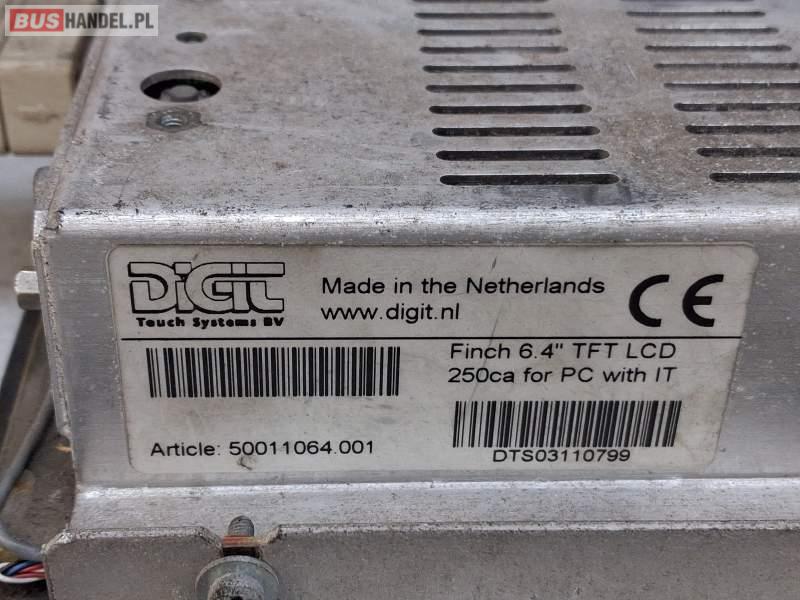 BUSHANDEL.PL
DiGiT
Touch Systems BV
Made in the Netherlands
www.digit.nl
CE
Finch 6.4" TFT LCD
250ca for PC with IT
Article: 50011064.001
DTS03110799